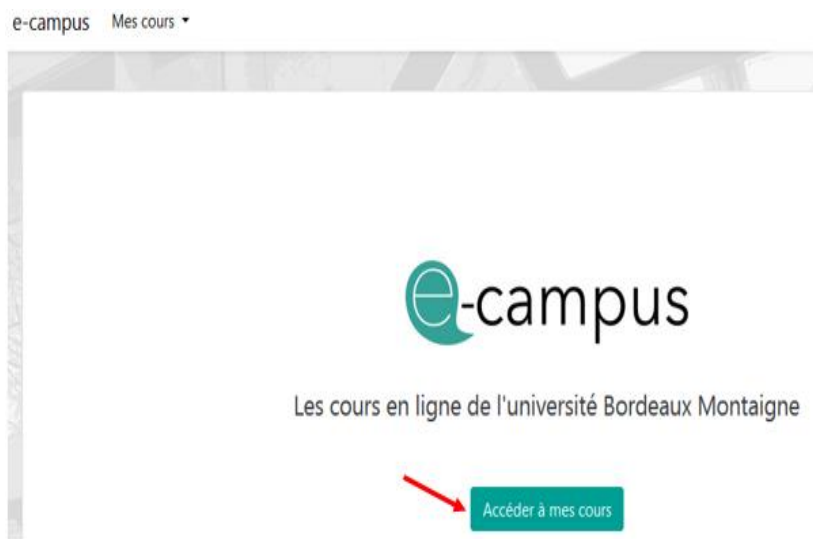 e-campus Mes cours
e-campus
Les cours en ligne de l'université Bordeaux Montaigne
Accéder à mes cours